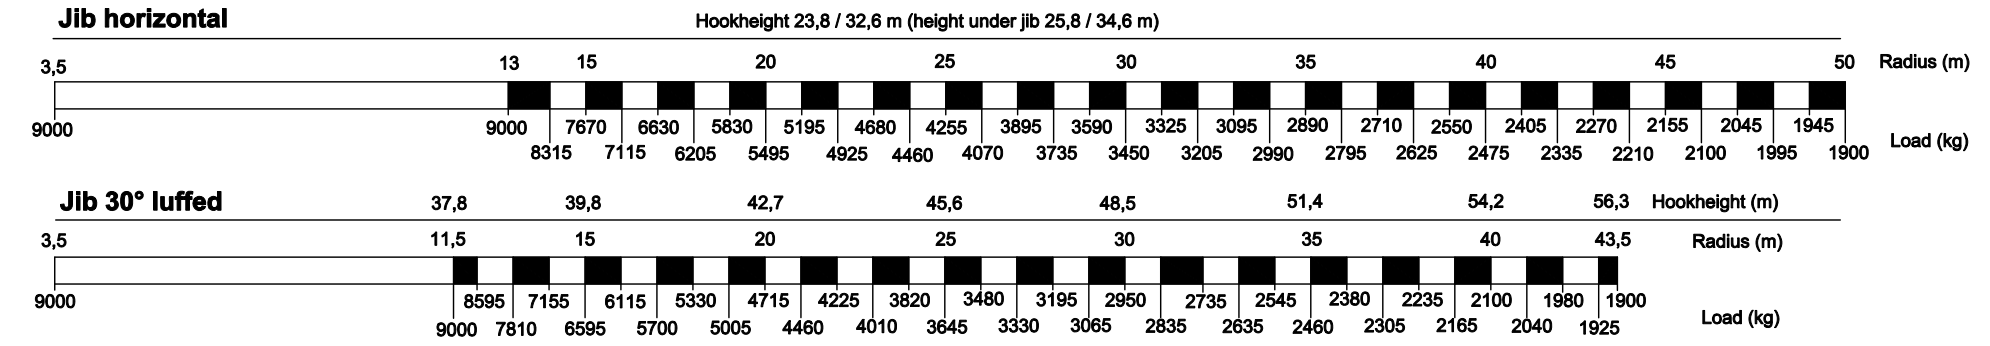 Jib horizontal Hookheight 23,8 / 32,6 m (height under jib 25,8 / 34,6 m)
3,5 13 15 20 25 30 35 40 45 50 Radius (m)
9000 9000 7670 6630 5830 5195 4680 4255 3895 3590 3325 3095 2890 2710 2550 2405 2270 2155 2045 1945
8315 7115 6205 5495 4925 4460 4070 3735 3450 3205 2990 2795 2625 2475 2335 2210 2100 1995 1900 Load (kg)
Jib 30° luffed 37,8 39,8 42,7 45,6 48,5 51,4 54,2 56,3 Hookheight (m)
3,5 11,5 15 20 25 30 35 40 43,5 Radius (m)
9000 8595 7155 6115 5330 4715 4225 3820 3480 3195 2950 2735 2545 2380 2235 2100 1980 1900
9000 7810 6595 5700 5005 4460 4010 3645 3330 3065 2835 2635 2460 2305 2165 2040 1925 Load (kg)